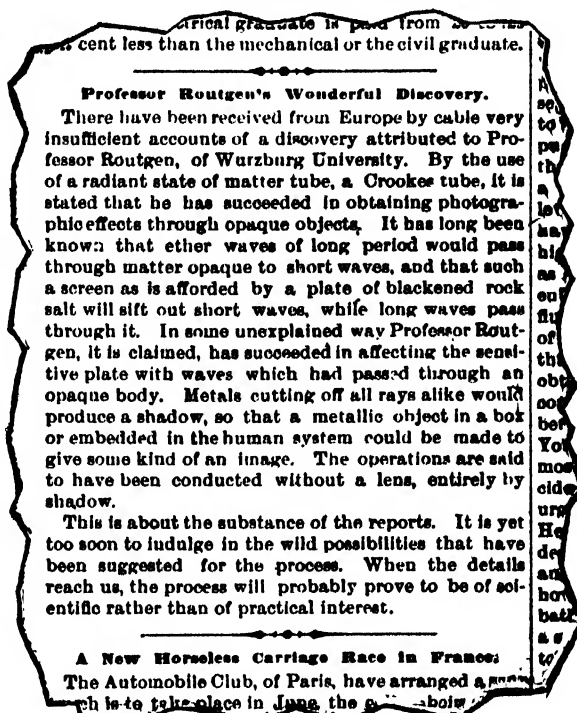 cent less than the mechanical or the civil graduate.
Professor Routgen's Wonderful Discovery.
There have been received from Europe by cable very
insufficient accounts of a discovery attributed to Pro-
fessor Routgen, of Wurzburg University. By the use
of a radiant state of matter tube, a Crookes tube, it is
stated that he has succeeded in obtaining photogra-
phic effects through opaque objects. It has long been
known that ether waves of long period would pass
through matter opaque to short waves, and that such
a screen as is afforded by a plate of blackened rock
salt will sift out short waves, while long waves pass
through it. In some unexplained way Professor Rout-
gen, it is claimed, has succeeded in affecting the sensi-
tive plate with waves which had passed through an
opaque body. Metals cutting off all rays alike would
produce a shadow, so that a metallic object in a box
or embedded in the human system could be made to
give some kind of an image. The operations are said
to have been conducted without a lens, entirely by
shadow.
This is about the substance of the reports. It is yet
too soon to indulge in the wild possibilities that have
been suggested for the process. When the details
reach us, the process will probably prove to be of sci-
entific rather than of practical interest.
A New Horseless Carriage Race in France.
The Automobile Club, of Paris, have arranged a
is to take place in June, the